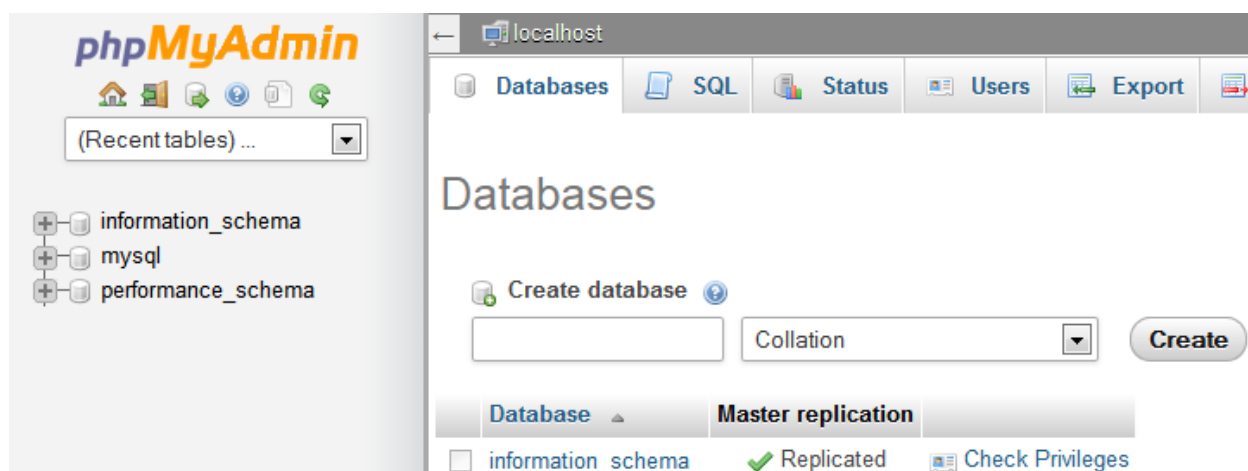 phpMyAdmin
(Recent tables) ...
information_schema
mysql
performance_schema
localhost
Databases SQL Status Users Export
Databases
Create database
Collation Create
Database Master replication
information_schema Replicated Check Privileges